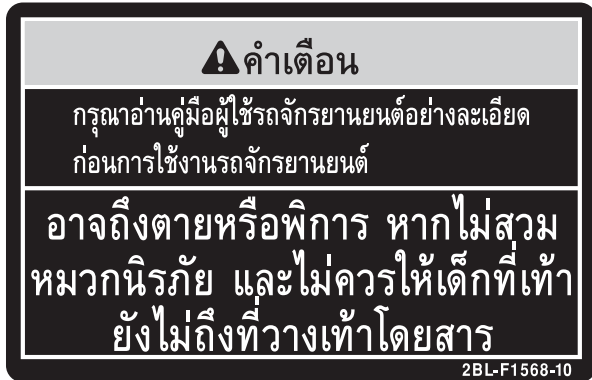 คำเตือน
กรุณาอ่านคู่มือผู้ใช้รถจักรยานยนต์อย่างละเอียด
ก่อนการใช้งานรถจักรยานยนต์
อาจถึงตายหรือพิการ หากไม่สวม
หมวกนิรภัย และไม่ควรให้เด็กที่เท้า
ยังไม่ถึงที่วางเท้าโดยสาร
2BL-F1568-10